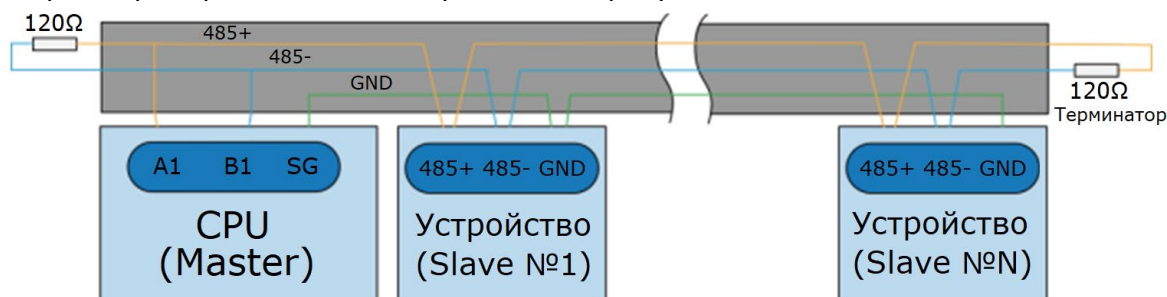 120Ω
485+
485-
GND
120Ω
Терминатор
A1 B1 SG
CPU
(Master)
485+ 485- GND
Устройство
(Slave №1)
485+ 485- GND
Устройство
(Slave №N)